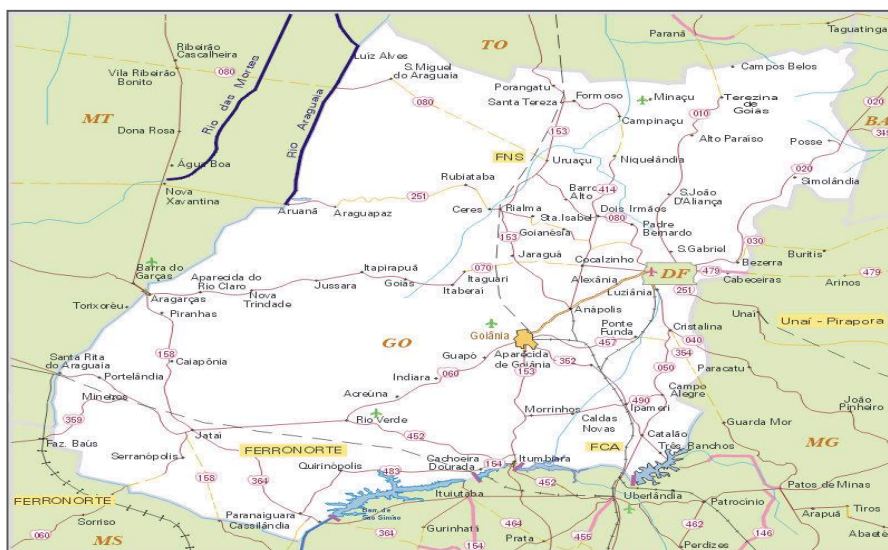 TO
Paranã
Taguatinga
Ribeirão
Cascalheira
Luiz Alves
S. Miguel
do Araguaia
Campos Belos
Vila Ribeirão
Bonito
080
Rio das Mortes
080
Porangatu
Santa Tereza
Formoso
Minaçu
Terezina
de
Goiás
020
MT
Rio Araguaia
Campinaçu
010
BA
349
Dona Rosa
153
Alto Paraíso
Posse
FNS
Uruaçu
Niquelândia
020
Água Boa
Rubiataba
Simolândia
Nova
Xavantina
251
Barro
Alto
414
S.João
D'Aliança
Aruanã
Araguapaz
Ceres
Rialma
Sta. Isabel
Dois Irmãos
080
Padre
Bernardo
153
Goianésia
S.Gabriel
030
Barra do
Garças
Itapirapuã
070
Jaraguá
Cocalzinho
DF
Bezerra
Buritis
479
Cabeceiras
479
Aparecida do
Rio Claro
Itaguari
Alexânia
Arinos
Aragarças
Nova
Trindade
Jussara
Goiás
Itaberai
Luziânia
251
Torixoréu
Piranhas
Anápolis
Unaí
Unaí - Pirapora
Goiânia
Ponte
Funda
Cristalina
GO
457
040
354
158
Guapó
Aparecida
de Goiânia
352
Santa Rita
do Araguaia
Caiapônia
153
050
Paracatu
Portelândia
Indiara
060
Campo
Alegre
João
Pinheiro
Mineiros
Acreúna
490
Morrinhos
Ipameri
359
Rio Verde
Caldas
Novas
Guarda Mor
Jataí
452
Catalão
MG
Faz. Baús
FERRONORTE
FCA
Três Ranchos
Serranópolis
Cachoeira
Dourada
154
Itumbiara
Quirinópolis
483
158
364
Ituiutaba
452
Uberlândia
Patos de Minas
FERRONORTE
Patrocínio
Tiros
Paranaiguara
Barr. de
São Simão
Arapuã
Sorriso
Cassilândia
464
462
060
364
Gurinhatã
Prata
455
146
Abaeté
MS
154
Perdizes